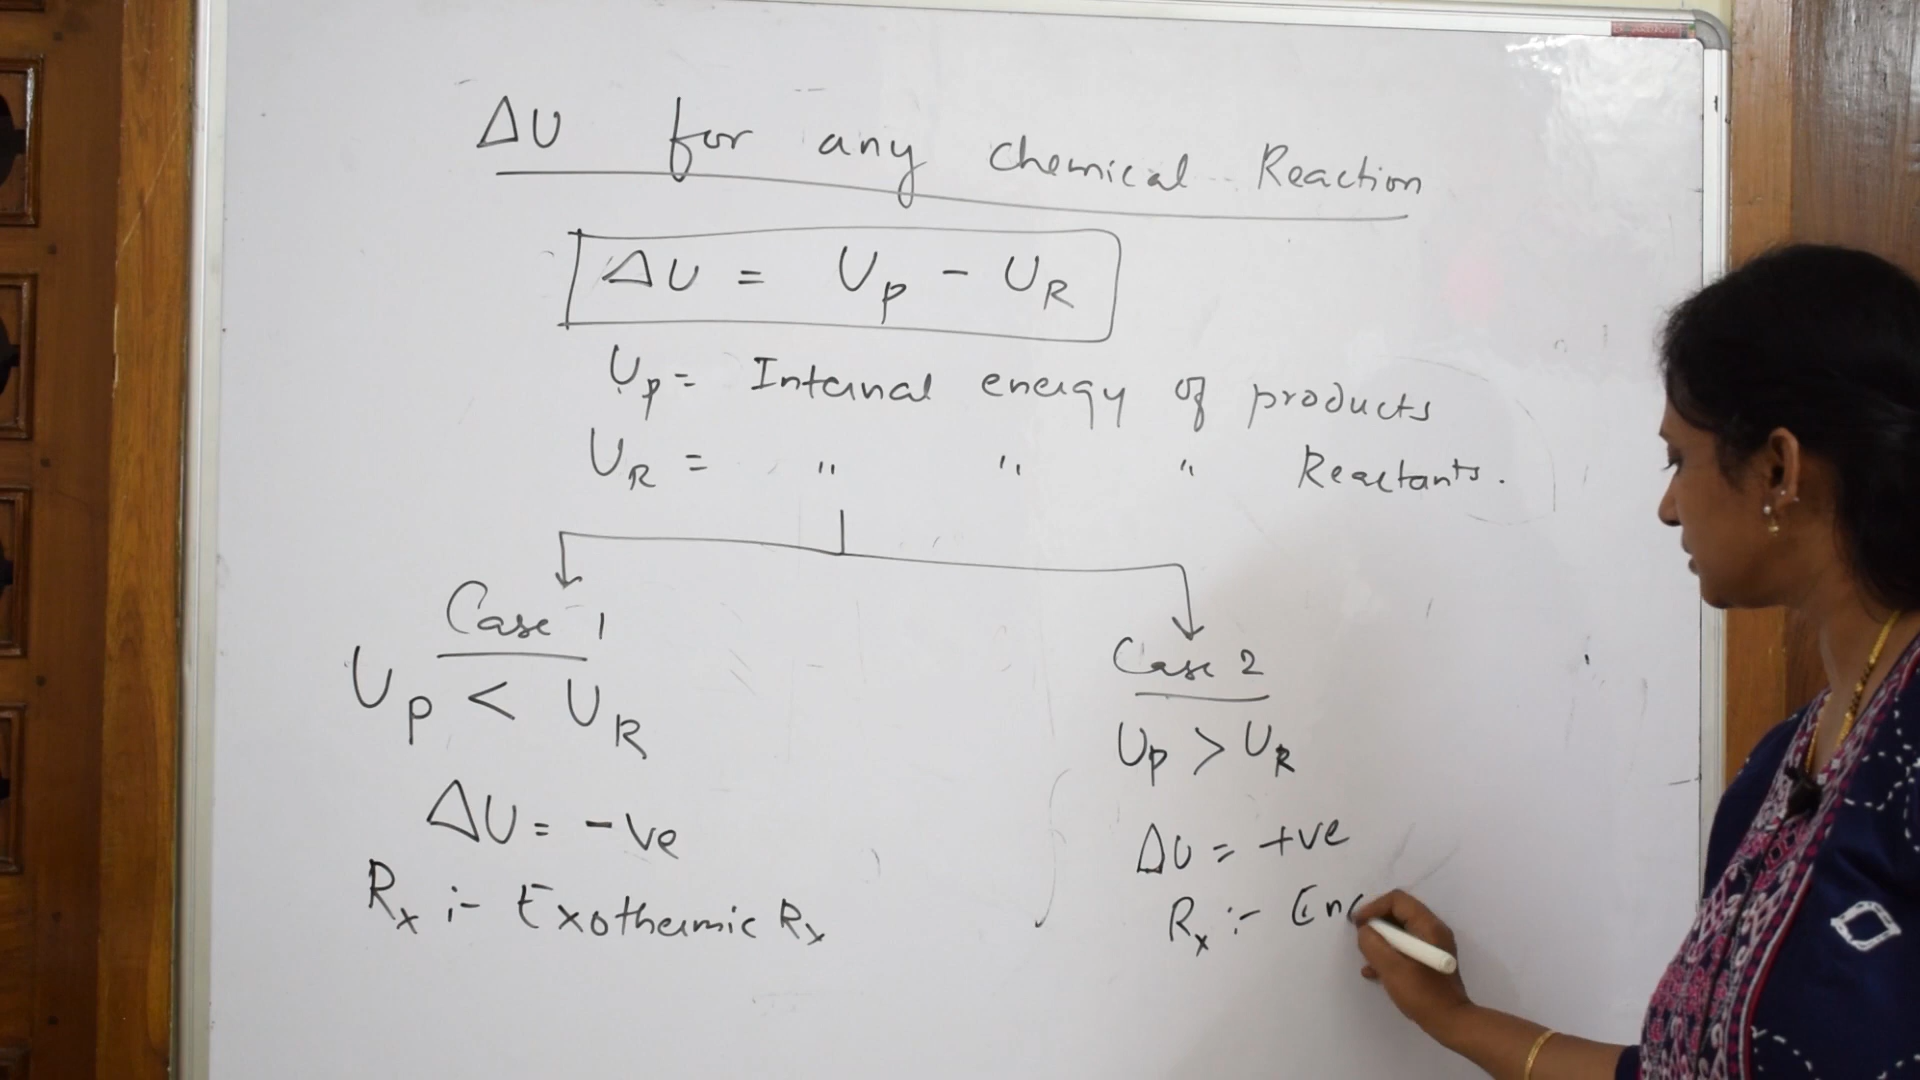 ΔU for any chemical Reaction
ΔU = Up - UR
Up = Internal energy of products
UR = " " " Reactants.
Case 1
Up < UR
ΔU = -ve
Rx :- Exothermic Rx
Case 2
Up > UR
ΔU = +ve
Rx :- En